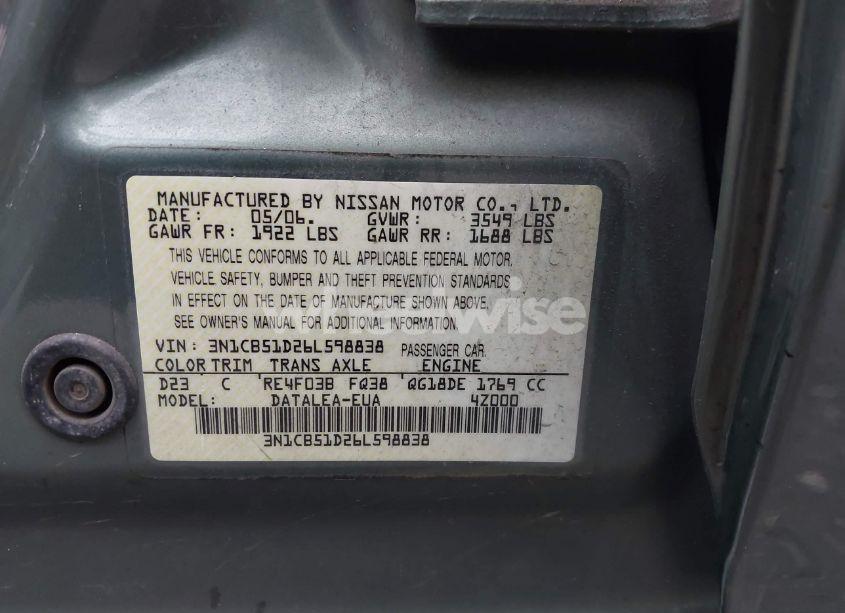 MANUFACTURED BY NISSAN MOTOR CO., LTD.
DATE: 05/06. GVWR: 3549 LBS
GAWR FR: 1922 LBS GAWR RR: 1688 LBS
THIS VEHICLE CONFORMS TO ALL APPLICABLE FEDERAL MOTOR
VEHICLE SAFETY, BUMPER AND THEFT PREVENTION STANDARDS
IN EFFECT ON THE DATE OF MANUFACTURE SHOWN ABOVE.
SEE OWNER'S MANUAL FOR ADDITIONAL INFORMATION.
VIN: 3N1CB51D26L598838 PASSENGER CAR
COLOR TRIM TRANS AXLE ENGINE
D23 C RE4F03B FQ38 QG18DE 1769 CC
MODEL: DATALEA-EUA 4Z000
3N1CB51D26L598838